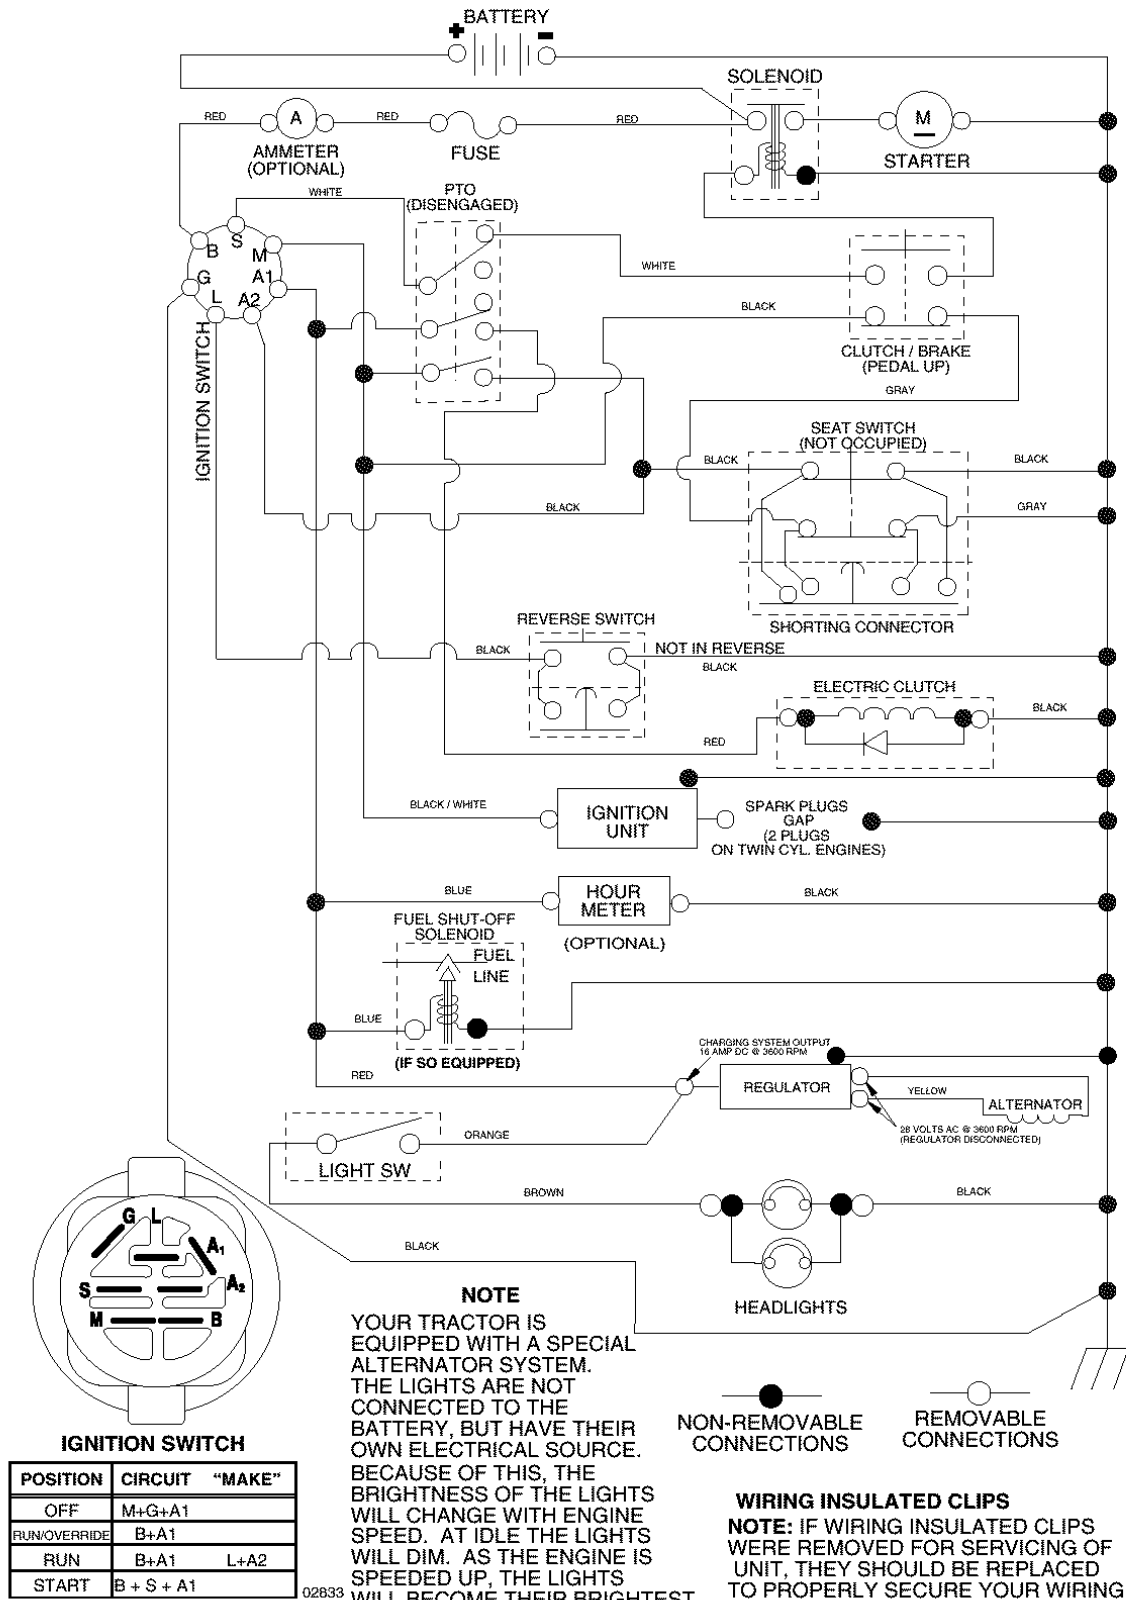 BATTERY
+ -
SOLENOID
RED
A
RED
RED
M
AMMETER
(OPTIONAL)
FUSE
STARTER
WHITE
PTO
(DISENGAGED)
B
S
M
G
A1
L
A2
IGNITION SWITCH
WHITE
BLACK
CLUTCH / BRAKE
(PEDAL UP)
GRAY
SEAT SWITCH
(NOT OCCUPIED)
BLACK
BLACK
BLACK
GRAY
SHORTING CONNECTOR
REVERSE SWITCH
BLACK
NOT IN REVERSE
BLACK
ELECTRIC CLUTCH
BLACK
RED
BLACK / WHITE
IGNITION
UNIT
SPARK PLUGS
GAP
(2 PLUGS
ON TWIN CYL. ENGINES)
BLUE
HOUR
METER
BLACK
(OPTIONAL)
FUEL SHUT-OFF
SOLENOID
FUEL
LINE
BLUE
(IF SO EQUIPPED)
CHARGING SYSTEM OUTPUT
16 AMP DC @ 3600 RPM
RED
REGULATOR
YELLOW
ALTERNATOR
28 VOLTS AC @ 3600 RPM
(REGULATOR DISCONNECTED)
ORANGE
LIGHT SW
BROWN
BLACK
BLACK
HEADLIGHTS
G L
A1
S
A2
M
B
IGNITION SWITCH
POSITION CIRCUIT "MAKE"
OFF M+G+A1
RUN/OVERRIDE B+A1
RUN B+A1 L+A2
START B + S + A1
02833
NOTE
YOUR TRACTOR IS
EQUIPPED WITH A SPECIAL
ALTERNATOR SYSTEM.
THE LIGHTS ARE NOT
CONNECTED TO THE
BATTERY, BUT HAVE THEIR
OWN ELECTRICAL SOURCE.
BECAUSE OF THIS, THE
BRIGHTNESS OF THE LIGHTS
WILL CHANGE WITH ENGINE
SPEED. AT IDLE THE LIGHTS
WILL DIM. AS THE ENGINE IS
SPEEDED UP, THE LIGHTS
WILL BECOME THEIR BRIGHTEST
NON-REMOVABLE
CONNECTIONS
REMOVABLE
CONNECTIONS
WIRING INSULATED CLIPS
NOTE: IF WIRING INSULATED CLIPS
WERE REMOVED FOR SERVICING OF
UNIT, THEY SHOULD BE REPLACED
TO PROPERLY SECURE YOUR WIRING